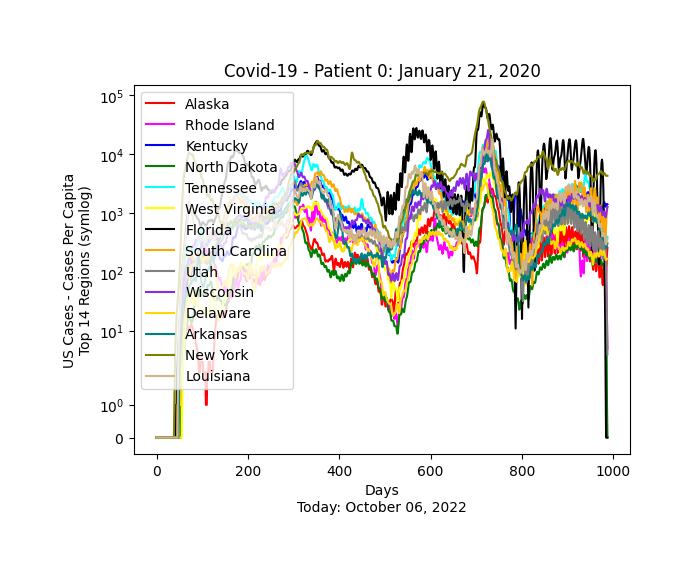 Covid-19 - Patient 0: January 21, 2020
US Cases - Cases Per Capita
Top 14 Regions (symlog)
10^5
10^4
10^3
10^2
10^1
10^0
0
Alaska
Rhode Island
Kentucky
North Dakota
Tennessee
West Virginia
Florida
South Carolina
Utah
Wisconsin
Delaware
Arkansas
New York
Louisiana
0 200 400 600 800 1000
Days
Today: October 06, 2022